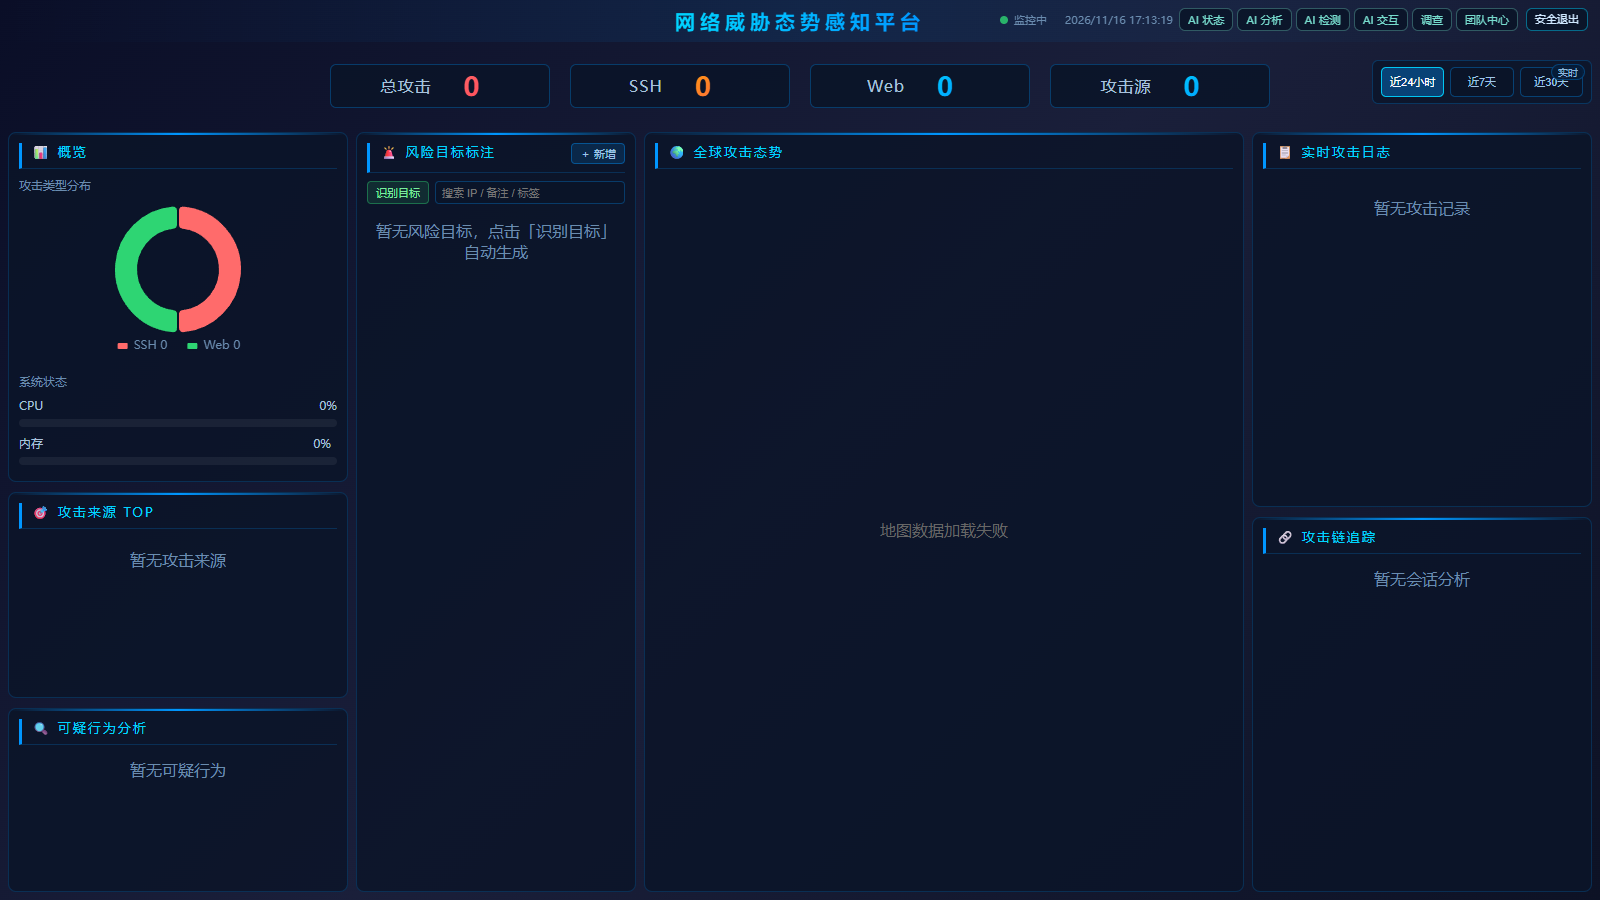 网络威胁态势感知平台
监控中
2026/11/16 17:13:19
AI 状态
AI 分析
AI 检测
AI 交互
调查
团队中心
安全退出
总攻击 0
SSH 0
Web 0
攻击源 0
近24小时
近7天
近30天
实时
概览
攻击类型分布
SSH 0
Web 0
系统状态
CPU 0%
内存 0%
攻击来源 TOP
暂无攻击来源
可疑行为分析
暂无可疑行为
风险目标标注
+ 新增
识别目标
搜索 IP / 备注 / 标签
暂无风险目标，点击「识别目标」
自动生成
全球攻击态势
地图数据加载失败
实时攻击日志
暂无攻击记录
攻击链追踪
暂无会话分析